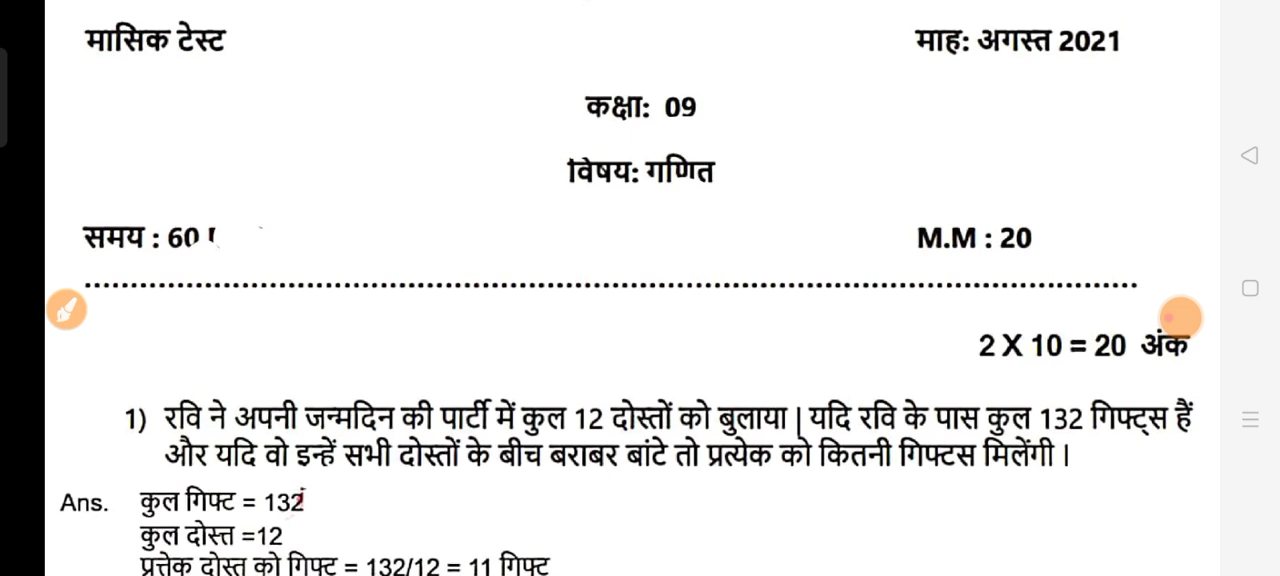 मासिक टेस्ट
माह: अगस्त 2021
कक्षा: 09
विषय: गणित
समय : 60
M.M : 20
2 X 10 = 20 अंक
1) रवि ने अपनी जन्मदिन की पार्टी में कुल 12 दोस्तों को बुलाया | यदि रवि के पास कुल 132 गिफ्ट्स हैं
और यदि वो इन्हें सभी दोस्तों के बीच बराबर बांटे तो प्रत्येक को कितनी गिफ्टस मिलेंगी ।
Ans. कुल गिफ्ट = 132
कुल दोस्त =12
प्रत्तेक दोस्त को गिफ्ट = 132/12 = 11 गिफ्ट